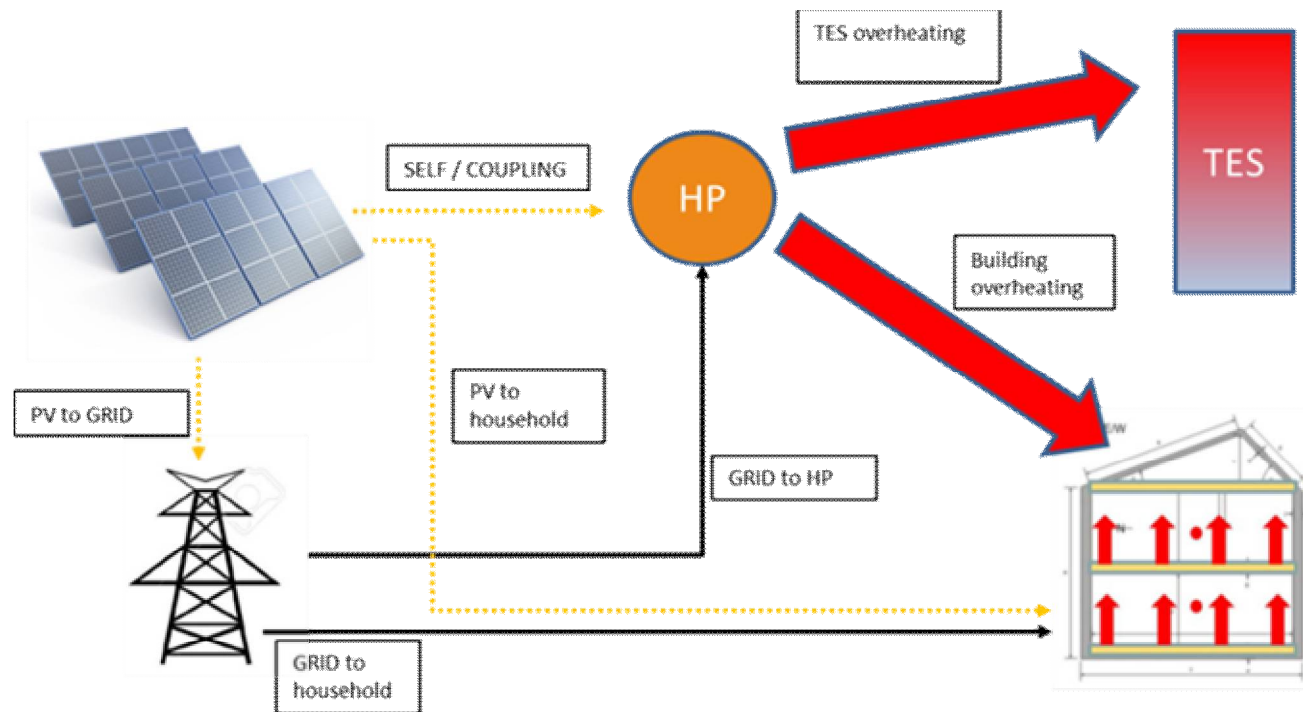 TES overheating
TES
SELF / COUPLING
HP
Building
overheating
PV to GRID
PV to
household
GRID to HP
GRID to
household